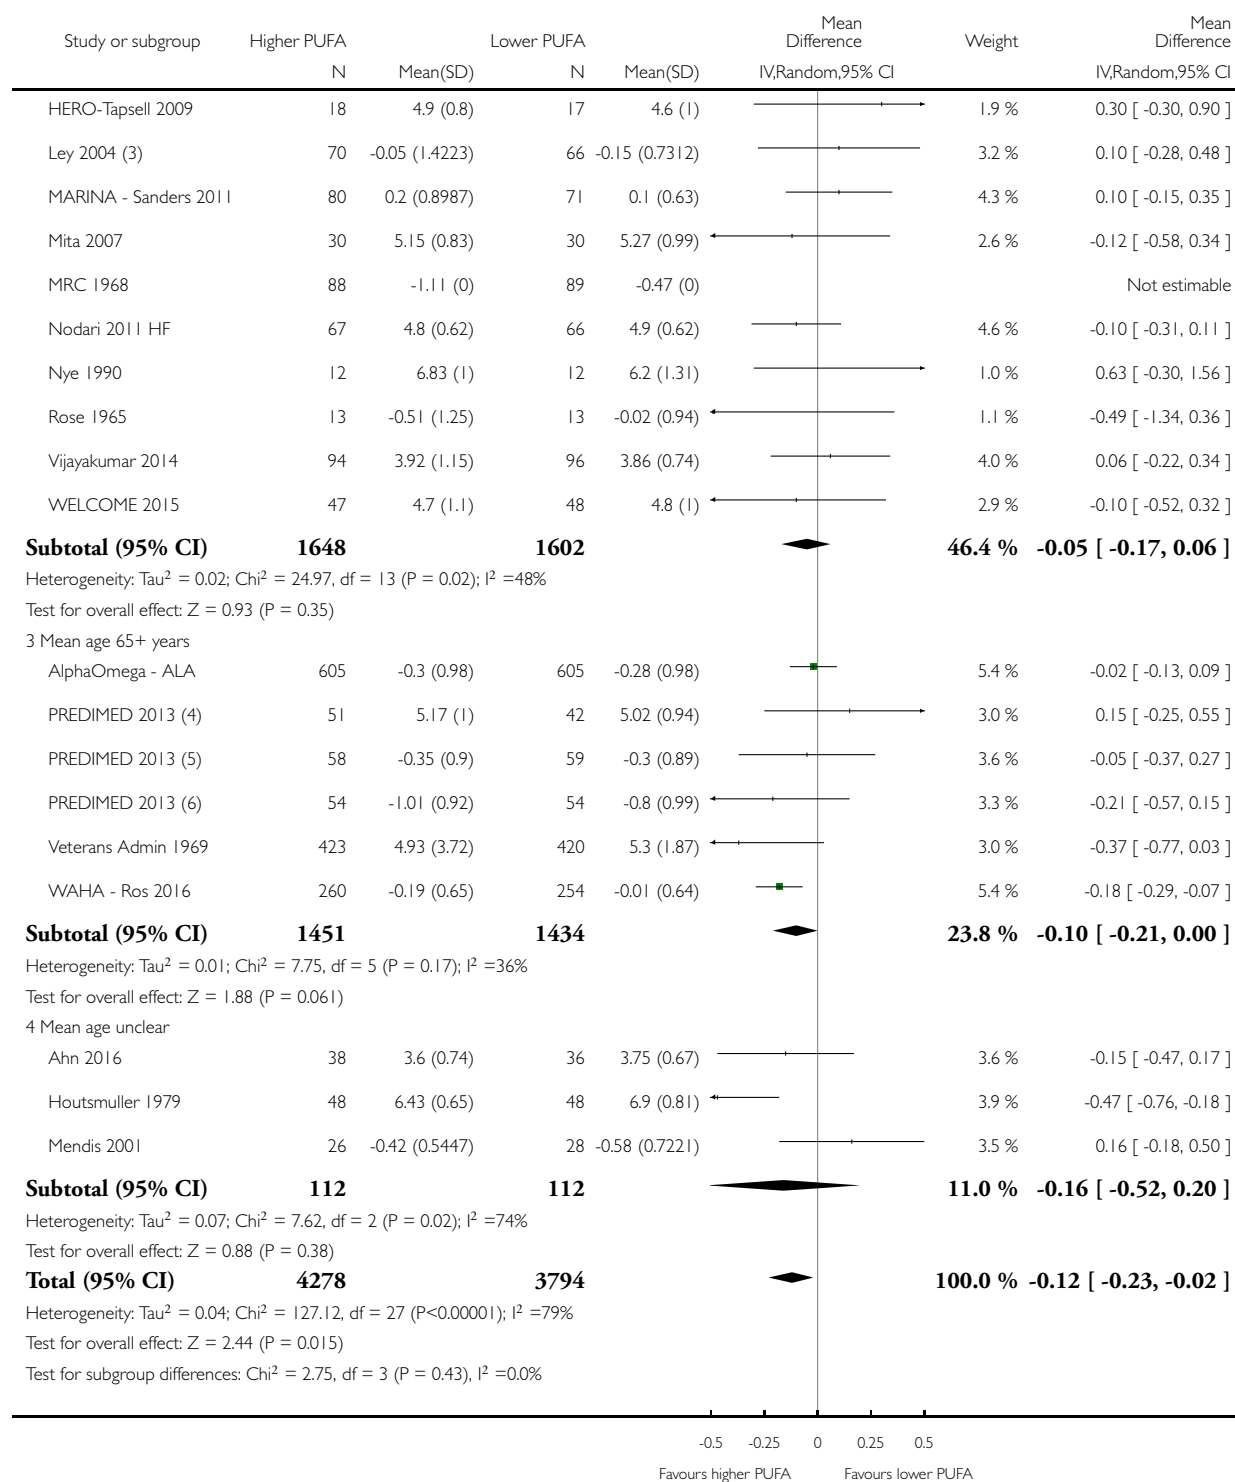 Study or subgroup Higher PUFA Lower PUFA Mean Difference Weight Mean Difference
N Mean(SD) N Mean(SD) IV,Random,95% CI IV,Random,95% CI
HERO-Tapsell 2009 18 4.9 (0.8) 17 4.6 (1) 1.9 % 0.30 [ -0.30, 0.90 ]
Ley 2004 (3) 70 -0.05 (1.4223) 66 -0.15 (0.7312) 3.2 % 0.10 [ -0.28, 0.48 ]
MARINA - Sanders 2011 80 0.2 (0.8987) 71 0.1 (0.63) 4.3 % 0.10 [ -0.15, 0.35 ]
Mita 2007 30 5.15 (0.83) 30 5.27 (0.99) 2.6 % -0.12 [ -0.58, 0.34 ]
MRC 1968 88 -1.11 (0) 89 -0.47 (0) Not estimable
Nodari 2011 HF 67 4.8 (0.62) 66 4.9 (0.62) 4.6 % -0.10 [ -0.31, 0.11 ]
Nye 1990 12 6.83 (1) 12 6.2 (1.31) 1.0 % 0.63 [ -0.30, 1.56 ]
Rose 1965 13 -0.51 (1.25) 13 -0.02 (0.94) 1.1 % -0.49 [ -1.34, 0.36 ]
Vijayakumar 2014 94 3.92 (1.15) 96 3.86 (0.74) 4.0 % 0.06 [ -0.22, 0.34 ]
WELCOME 2015 47 4.7 (1.1) 48 4.8 (1) 2.9 % -0.10 [ -0.52, 0.32 ]
Subtotal (95% CI) 1648 1602 46.4 % -0.05 [ -0.17, 0.06 ]
Heterogeneity: Tau² = 0.02; Chi² = 24.97, df = 13 (P = 0.02); I² =48%
Test for overall effect: Z = 0.93 (P = 0.35)
3 Mean age 65+ years
AlphaOmega - ALA 605 -0.3 (0.98) 605 -0.28 (0.98) 5.4 % -0.02 [ -0.13, 0.09 ]
PREDIMED 2013 (4) 51 5.17 (1) 42 5.02 (0.94) 3.0 % 0.15 [ -0.25, 0.55 ]
PREDIMED 2013 (5) 58 -0.35 (0.9) 59 -0.3 (0.89) 3.6 % -0.05 [ -0.37, 0.27 ]
PREDIMED 2013 (6) 54 -1.01 (0.92) 54 -0.8 (0.99) 3.3 % -0.21 [ -0.57, 0.15 ]
Veterans Admin 1969 423 4.93 (3.72) 420 5.3 (1.87) 3.0 % -0.37 [ -0.77, 0.03 ]
WAHA - Ros 2016 260 -0.19 (0.65) 254 -0.01 (0.64) 5.4 % -0.18 [ -0.29, -0.07 ]
Subtotal (95% CI) 1451 1434 23.8 % -0.10 [ -0.21, 0.00 ]
Heterogeneity: Tau² = 0.01; Chi² = 7.75, df = 5 (P = 0.17); I² =36%
Test for overall effect: Z = 1.88 (P = 0.061)
4 Mean age unclear
Ahn 2016 38 3.6 (0.74) 36 3.75 (0.67) 3.6 % -0.15 [ -0.47, 0.17 ]
Houtsmuller 1979 48 6.43 (0.65) 48 6.9 (0.81) 3.9 % -0.47 [ -0.76, -0.18 ]
Mendis 2001 26 -0.42 (0.5447) 28 -0.58 (0.7221) 3.5 % 0.16 [ -0.18, 0.50 ]
Subtotal (95% CI) 112 112 11.0 % -0.16 [ -0.52, 0.20 ]
Heterogeneity: Tau² = 0.07; Chi² = 7.62, df = 2 (P = 0.02); I² =74%
Test for overall effect: Z = 0.88 (P = 0.38)
Total (95% CI) 4278 3794 100.0 % -0.12 [ -0.23, -0.02 ]
Heterogeneity: Tau² = 0.04; Chi² = 127.12, df = 27 (P<0.00001); I² =79%
Test for overall effect: Z = 2.44 (P = 0.015)
Test for subgroup differences: Chi² = 2.75, df = 3 (P = 0.43), I² =0.0%
-0.5 -0.25 0 0.25 0.5
Favours higher PUFA Favours lower PUFA